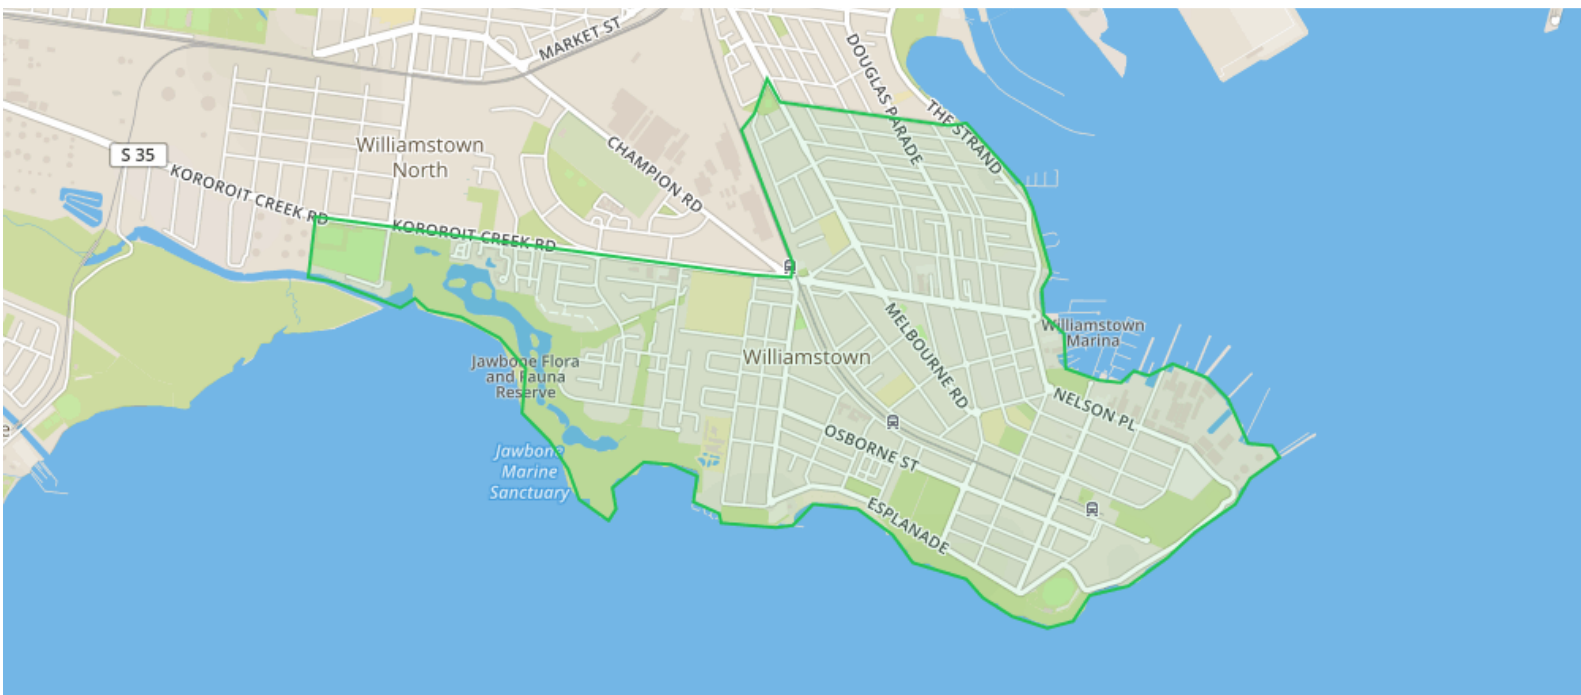 MARKET ST
DOUGLAS PARADE
THE STRAND
Williamstown
North
S 35
CHAMPION RD
KOROROIT CREEK RD
KOROROIT CREEK RD
Williamstown
Marina
MELBOURNE RD
Williamstown
Jawbone Flora
and Fauna
Reserve
NELSON PL
OSBORNE ST
Jawbone
Marine
Sanctuary
ESPLANADE
e